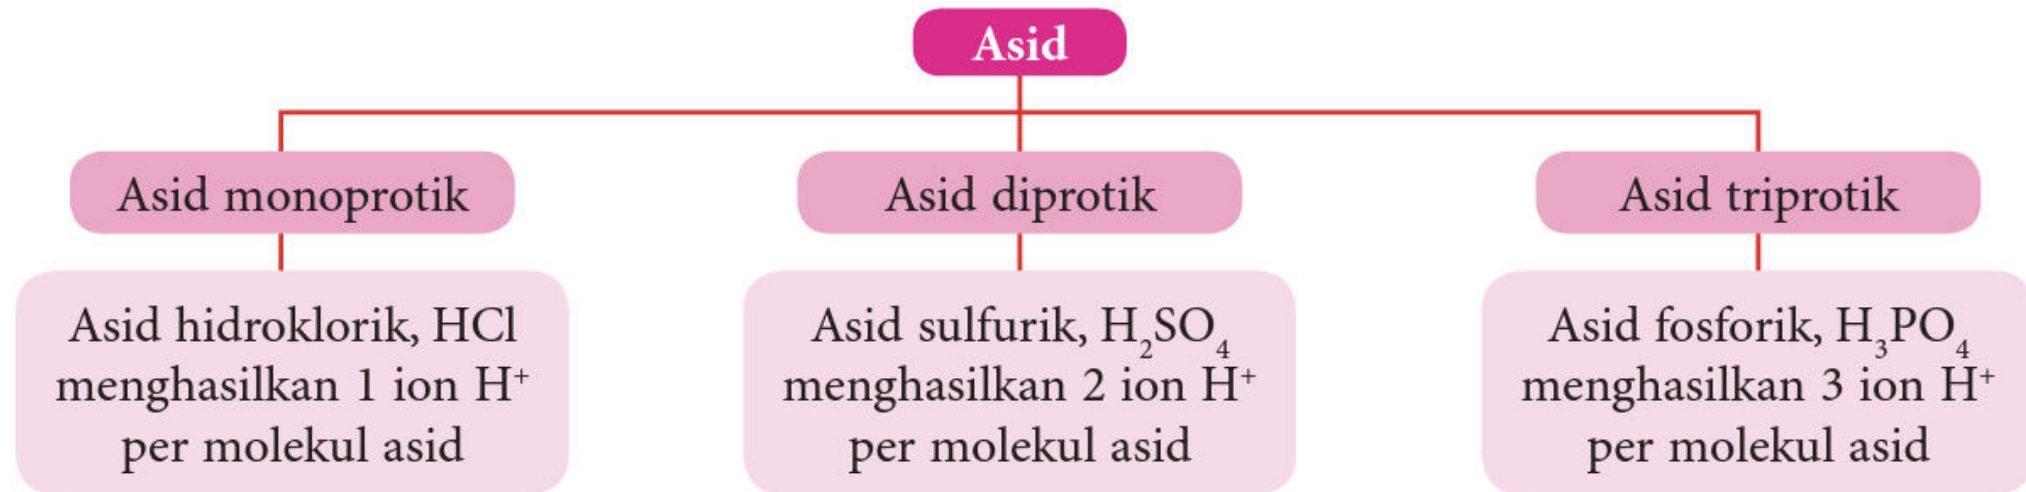 Asid
Asid monoprotik
Asid diprotik
Asid triprotik
Asid hidroklorik, HCl
menghasilkan 1 ion H⁺
per molekul asid
Asid sulfurik, H₂SO₄
menghasilkan 2 ion H⁺
per molekul asid
Asid fosforik, H₃PO₄
menghasilkan 3 ion H⁺
per molekul asid